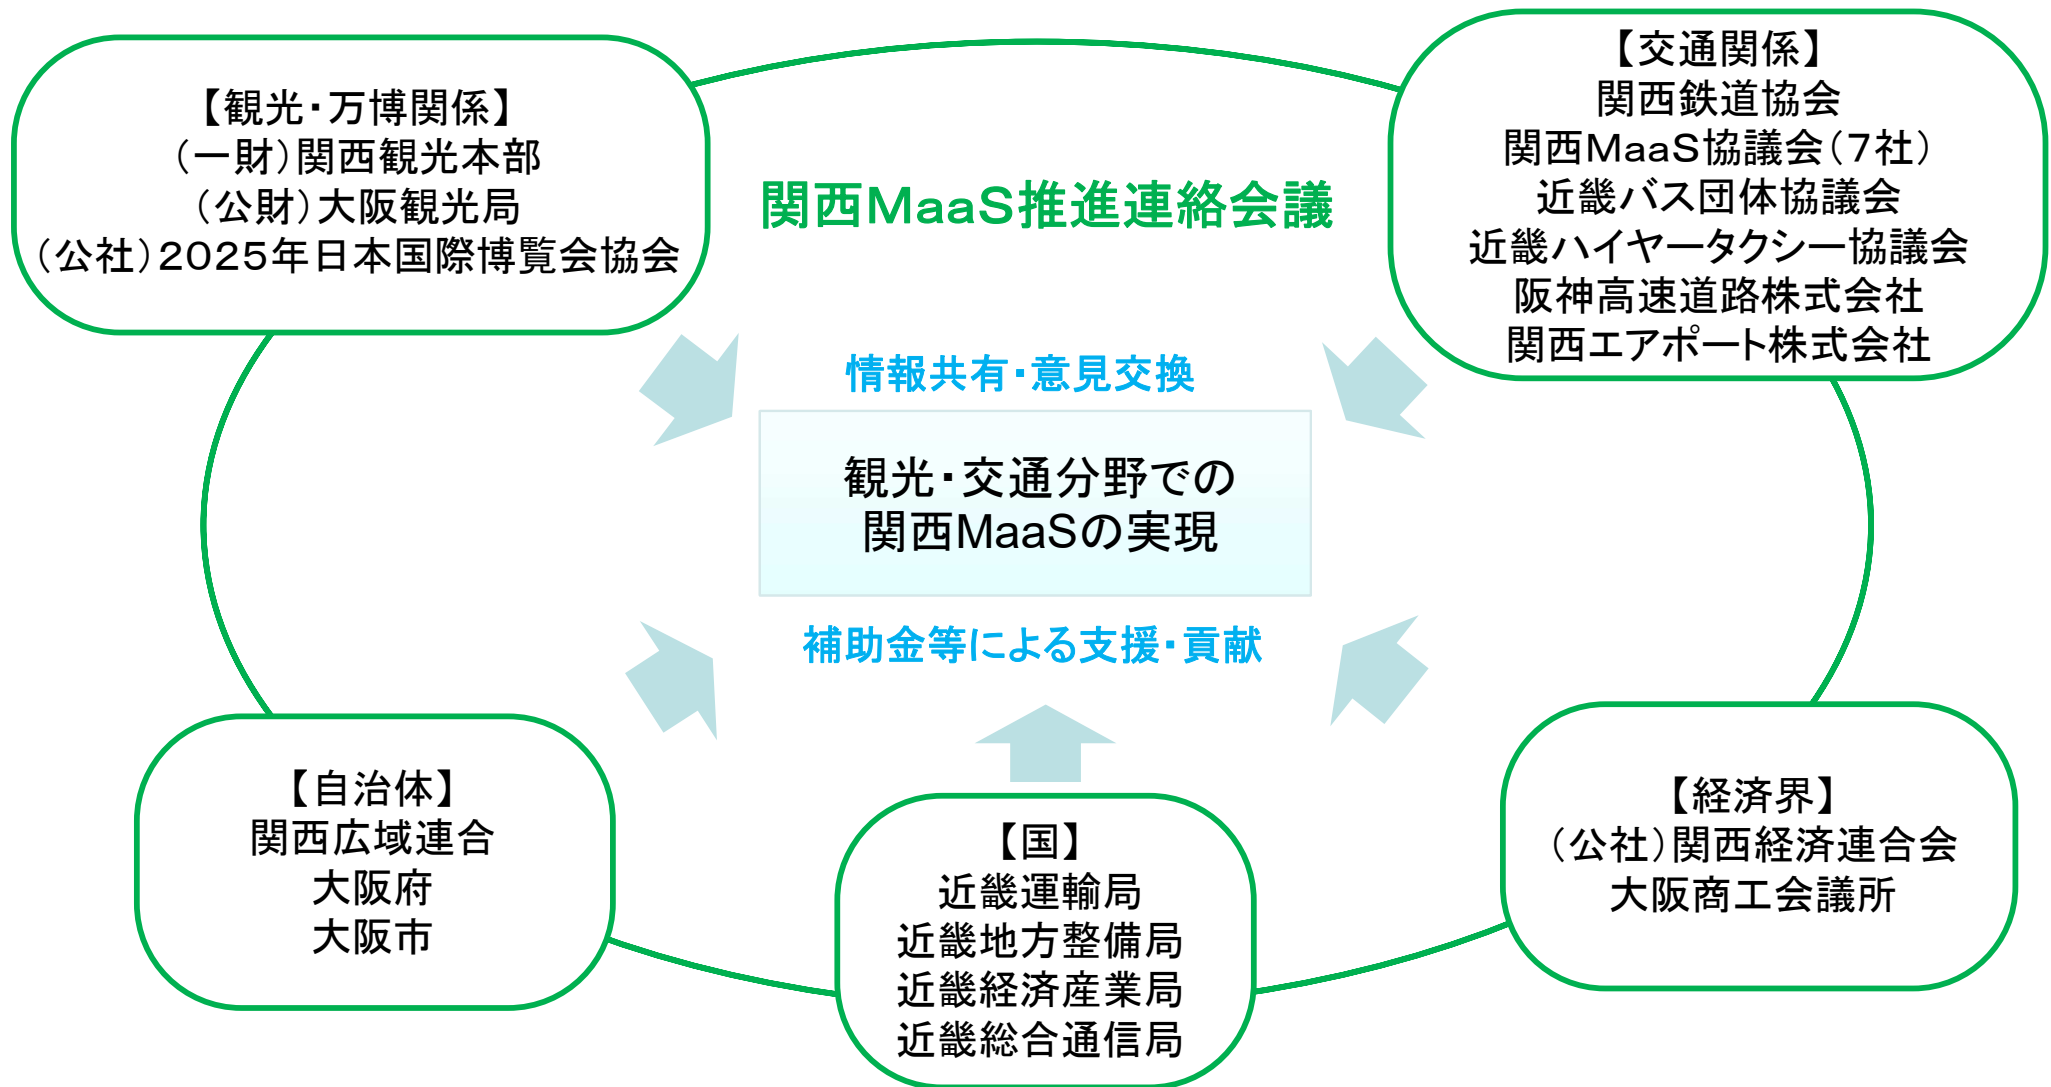 【観光・万博関係】
（一財）関西観光本部
（公財）大阪観光局
（公社）2025年日本国際博覧会協会
関西MaaS推進連絡会議
【交通関係】
関西鉄道協会
関西MaaS協議会（7社）
近畿バス団体協議会
近畿ハイヤータクシー協議会
阪神高速道路株式会社
関西エアポート株式会社
情報共有・意見交換
観光・交通分野での
関西MaaSの実現
補助金等による支援・貢献
【自治体】
関西広域連合
大阪府
大阪市
【国】
近畿運輸局
近畿地方整備局
近畿経済産業局
近畿総合通信局
【経済界】
（公社）関西経済連合会
大阪商工会議所